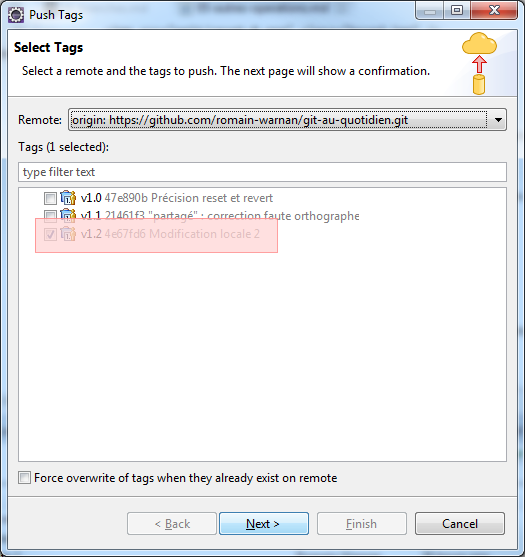 Push Tags
Select Tags
Select a remote and the tags to push. The next page will show a confirmation.
Remote: origin: https://github.com/romain-warnan/git-au-quotidien.git
Tags (1 selected):
type filter text
v1.0 47e890b Précision reset et revert
v1.1 21461f3 "partagé" : correction faute orthographe
v1.2 4e67fd6 Modification locale 2
Force overwrite of tags when they already exist on remote
< Back Next > Finish Cancel